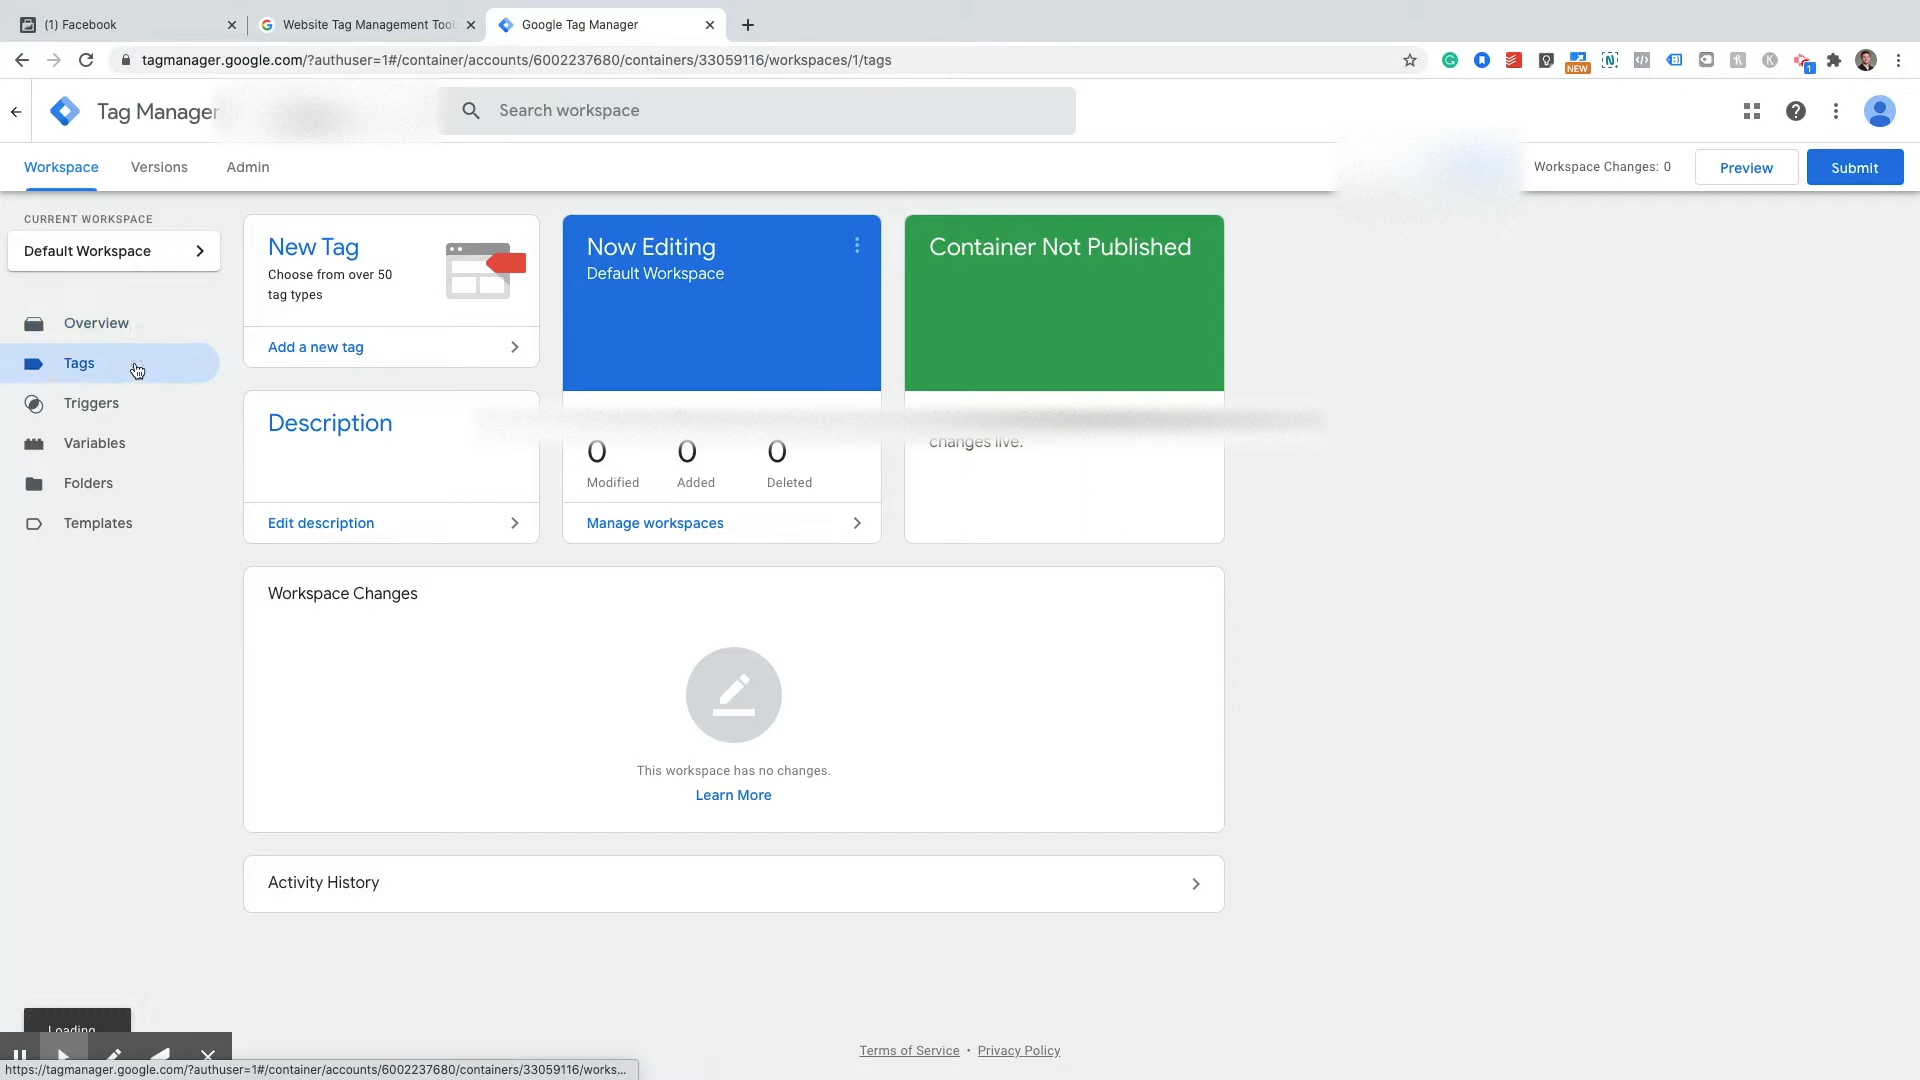 (1) Facebook
Website Tag Management Tool
Google Tag Manager
tagmanager.google.com/?authuser=1#/container/accounts/6002237680/containers/33059116/workspaces/1/tags
NEW
1
Tag Manager
Search workspace
Workspace
Versions
Admin
Workspace Changes: 0
Preview
Submit
CURRENT WORKSPACE
Default Workspace
Overview
Tags
Triggers
Variables
Folders
Templates
New Tag
Choose from over 50
tag types
Add a new tag
Now Editing
Default Workspace
Container Not Published
Description
Edit description
0 0 0
Modified Added Deleted
Manage workspaces
changes live.
Workspace Changes
This workspace has no changes.
Learn More
Activity History
Loading
Terms of Service • Privacy Policy
https://tagmanager.google.com/?authuser=1#/container/accounts/6002237680/containers/33059116/works...